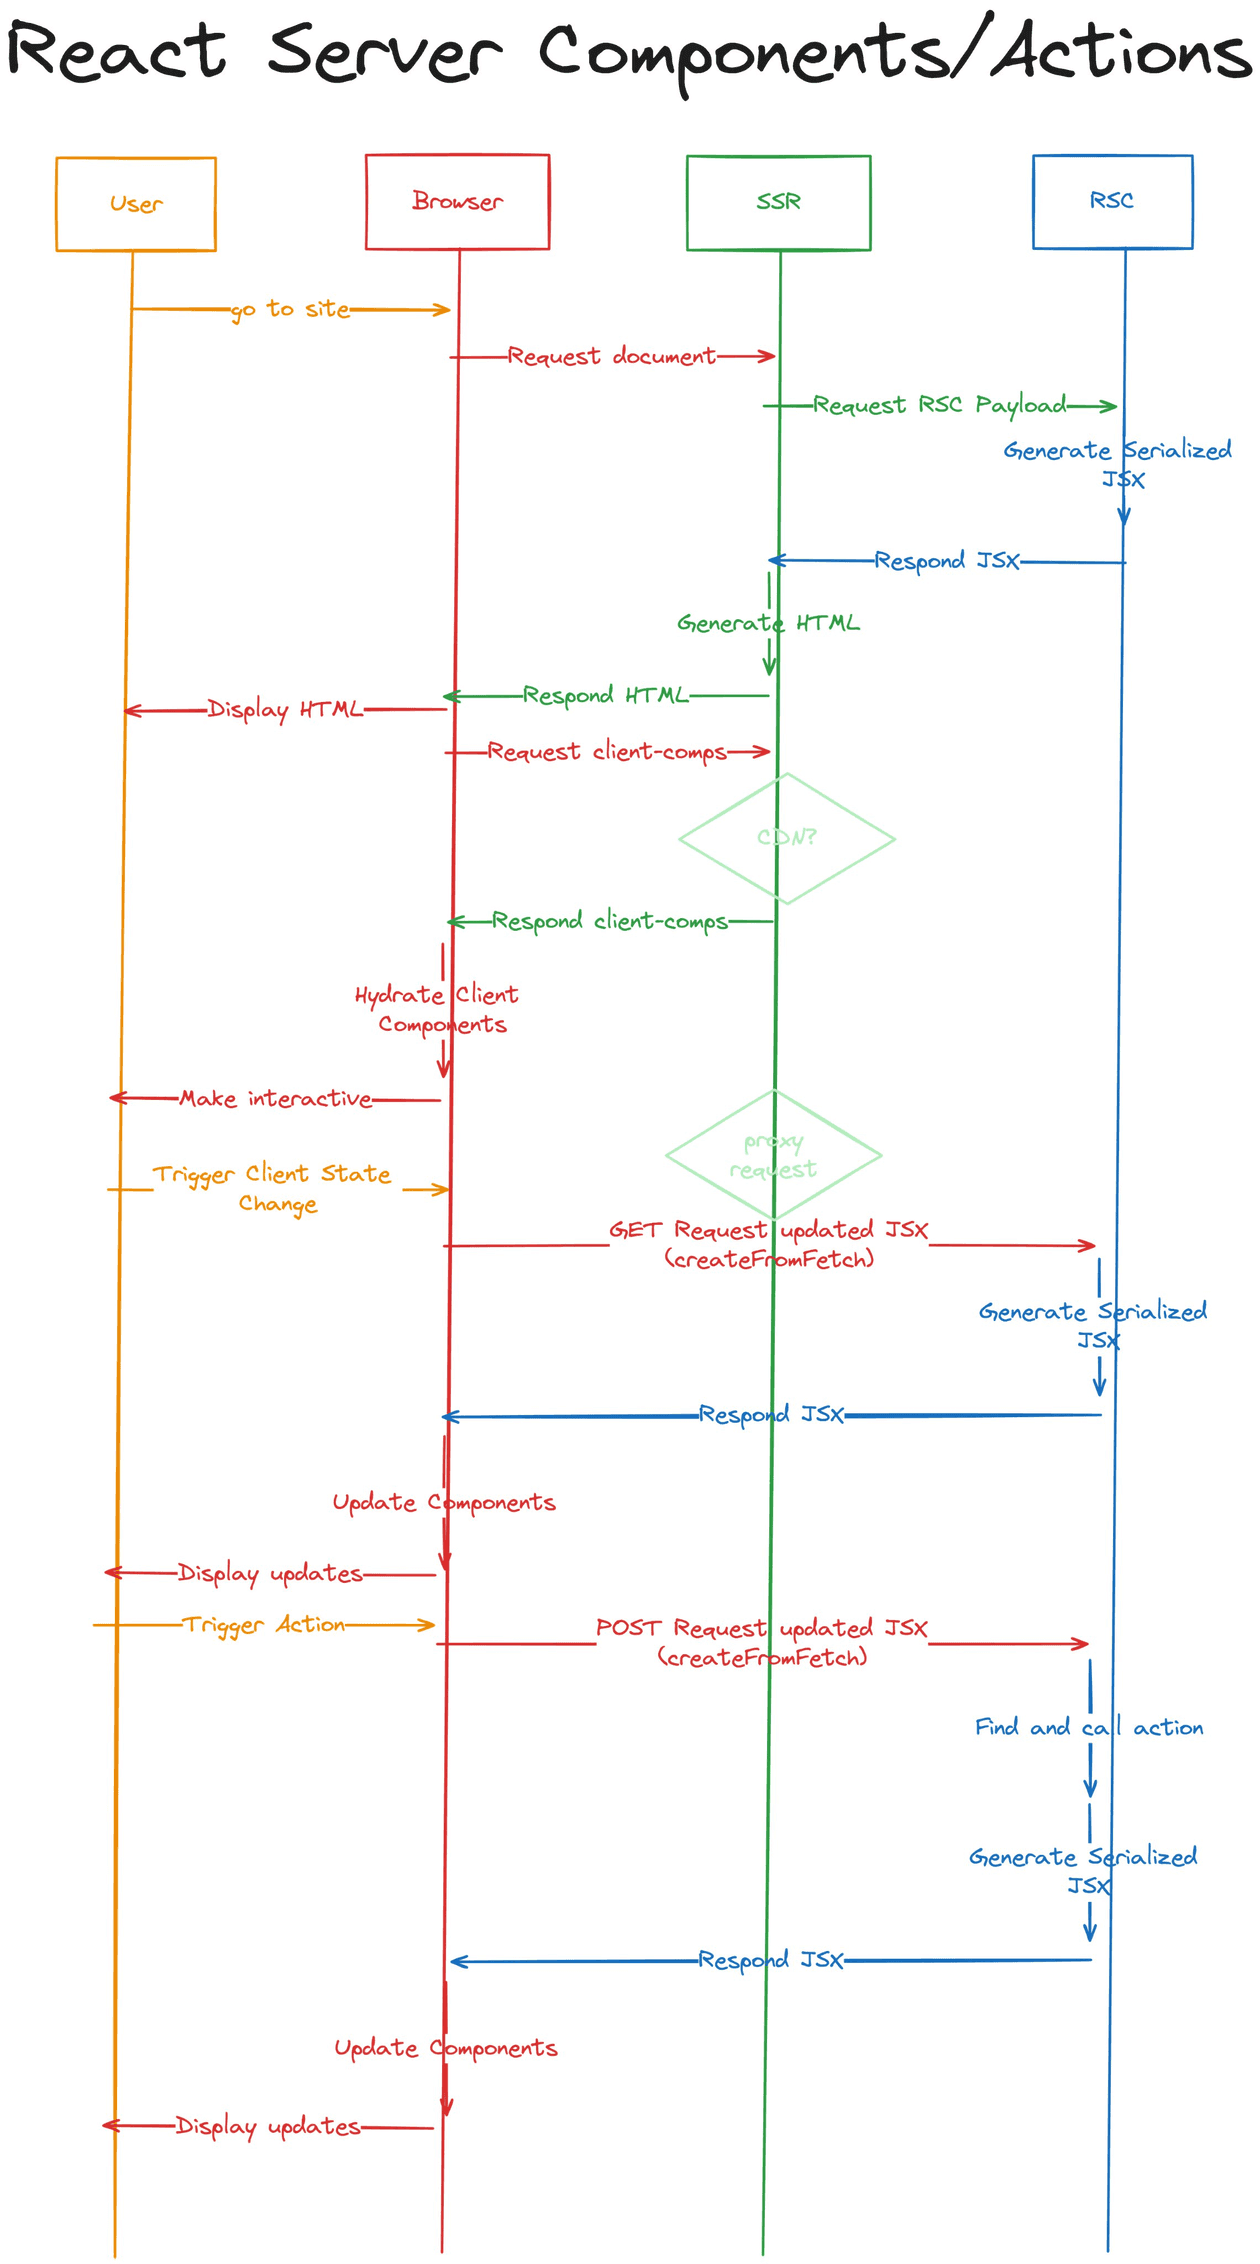 React Server Components/Actions
User
Browser
SSR
RSC
go to site
Request document
Request RSC Payload
Generate Serialized
JSX
Respond JSX
Generate HTML
Respond HTML
Display HTML
Request client-comps
CDN?
Respond client-comps
Hydrate Client
Components
Make interactive
proxy
request
Trigger Client State
Change
GET Request updated JSX
(createFromFetch)
Generate Serialized
JSX
Respond JSX
Update Components
Display updates
Trigger Action
POST Request updated JSX
(createFromFetch)
Find and call action
Generate Serialized
JSX
Respond JSX
Update Components
Display updates